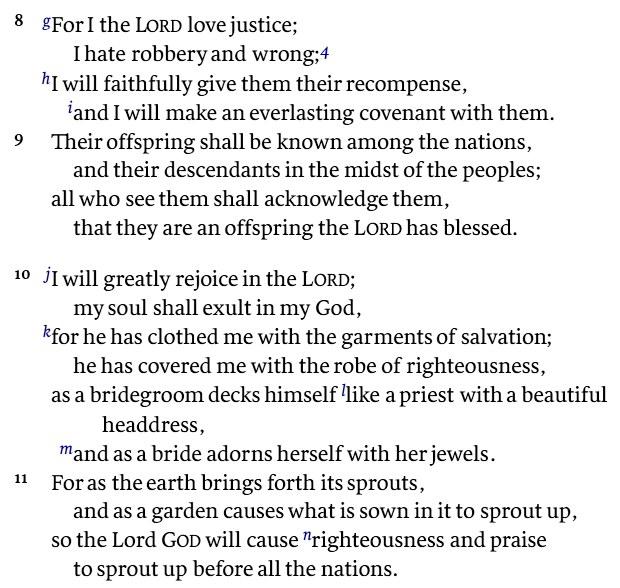 8 gFor I the LORD love justice;
I hate robbery and wrong;4
hI will faithfully give them their recompense,
iand I will make an everlasting covenant with them.
9 Their offspring shall be known among the nations,
and their descendants in the midst of the peoples;
all who see them shall acknowledge them,
that they are an offspring the LORD has blessed.
10 jI will greatly rejoice in the LORD;
my soul shall exult in my God,
kfor he has clothed me with the garments of salvation;
he has covered me with the robe of righteousness,
as a bridegroom decks himself llike a priest with a beautiful
headdress,
mand as a bride adorns herself with her jewels.
11 For as the earth brings forth its sprouts,
and as a garden causes what is sown in it to sprout up,
so the Lord GOD will cause nrighteousness and praise
to sprout up before all the nations.